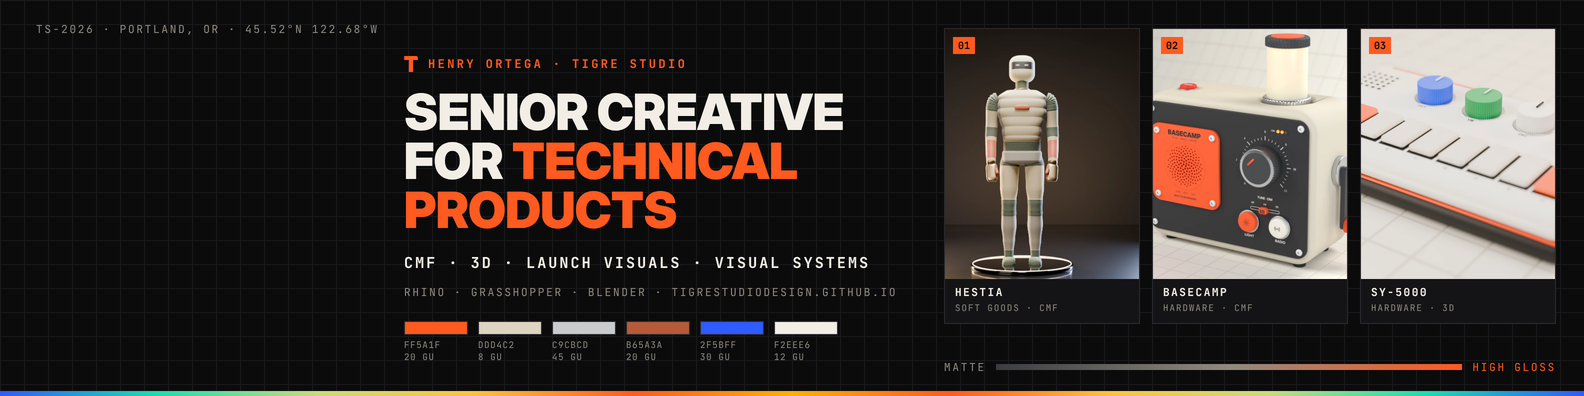 TS-2026 · PORTLAND, OR · 45.52°N 122.68°W
T HENRY ORTEGA · TIGRE STUDIO
SENIOR CREATIVE
FOR TECHNICAL
PRODUCTS
CMF · 3D · LAUNCH VISUALS · VISUAL SYSTEMS
RHINO · GRASSHOPPER · BLENDER · TIGRESTUDIODESIGN.GITHUB.IO
FF5A1F DDD4C2 C9CBCD B65A3A 2F5BFF F2EEE6
20 GU 8 GU 45 GU 20 GU 30 GU 12 GU
01
HESTIA
SOFT GOODS · CMF
02
BASECAMP
LIGHT
RADIO
BASECAMP
HARDWARE · CMF
03
SY-5000
HARDWARE · 3D
MATTE HIGH GLOSS